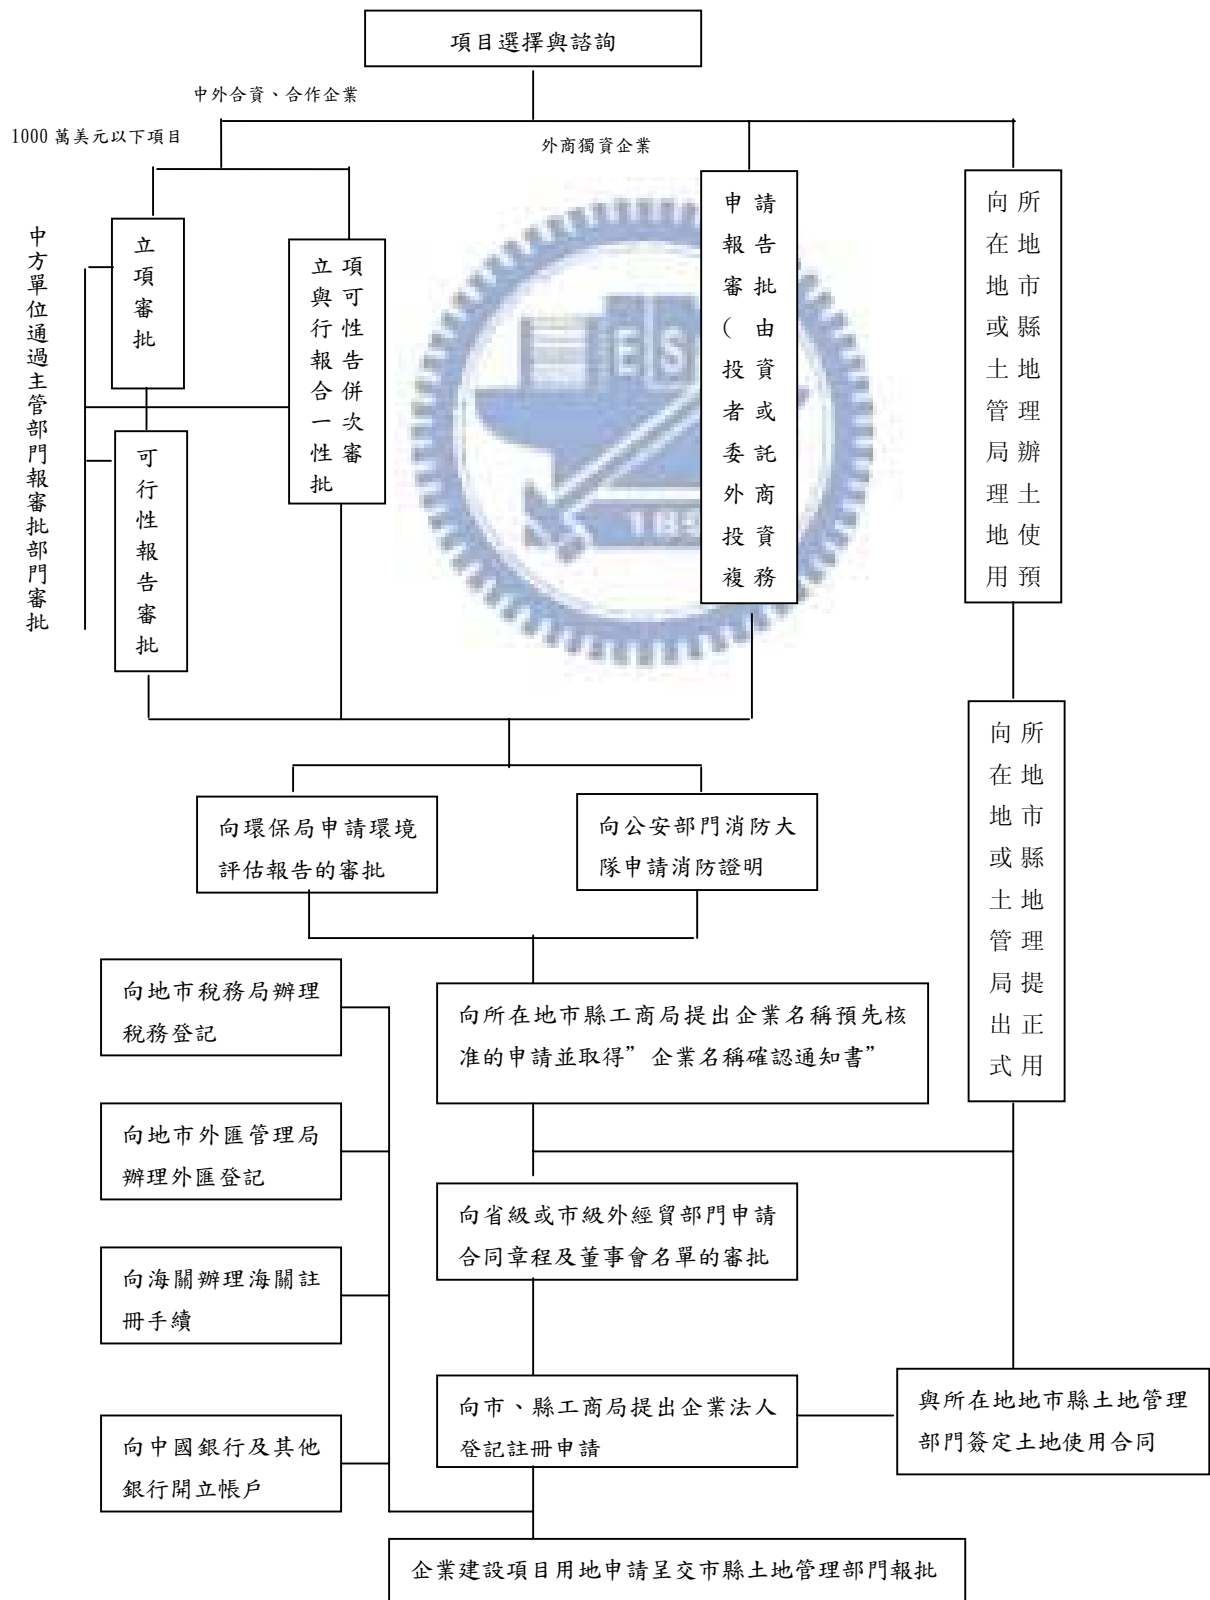 項目選擇與諮詢
中外合資、合作企業
1000 萬美元以下項目
外商獨資企業
中方單位通過主管部門報審批部門審批
立項審批
可行性報告審批
立項
與可
行性
報告
合併
一次
性審
批
申請
報告
審批
（由
投資
者或
委託
外商
投資
複務
向所
在地
地市
或縣
土地
管理
局辦
理土
地使
用預
向所
在地
地市
或縣
土地
管理
局提
出正
式用
向環保局申請環境
評估報告的審批
向公安部門消防大
隊申請消防證明
向地市稅務局辦理
稅務登記
向所在地市縣工商局提出企業名稱預先核
准的申請並取得”企業名稱確認通知書”
向地市外匯管理局
辦理外匯登記
向省級或市級外經貿部門申請
合同章程及董事會名單的審批
向海關辦理海關註
冊手續
向市、縣工商局提出企業法人
登記註冊申請
與所在地地市縣土地管理
部門簽定土地使用合同
向中國銀行及其他
銀行開立帳戶
企業建設項目用地申請呈交市縣土地管理部門報批